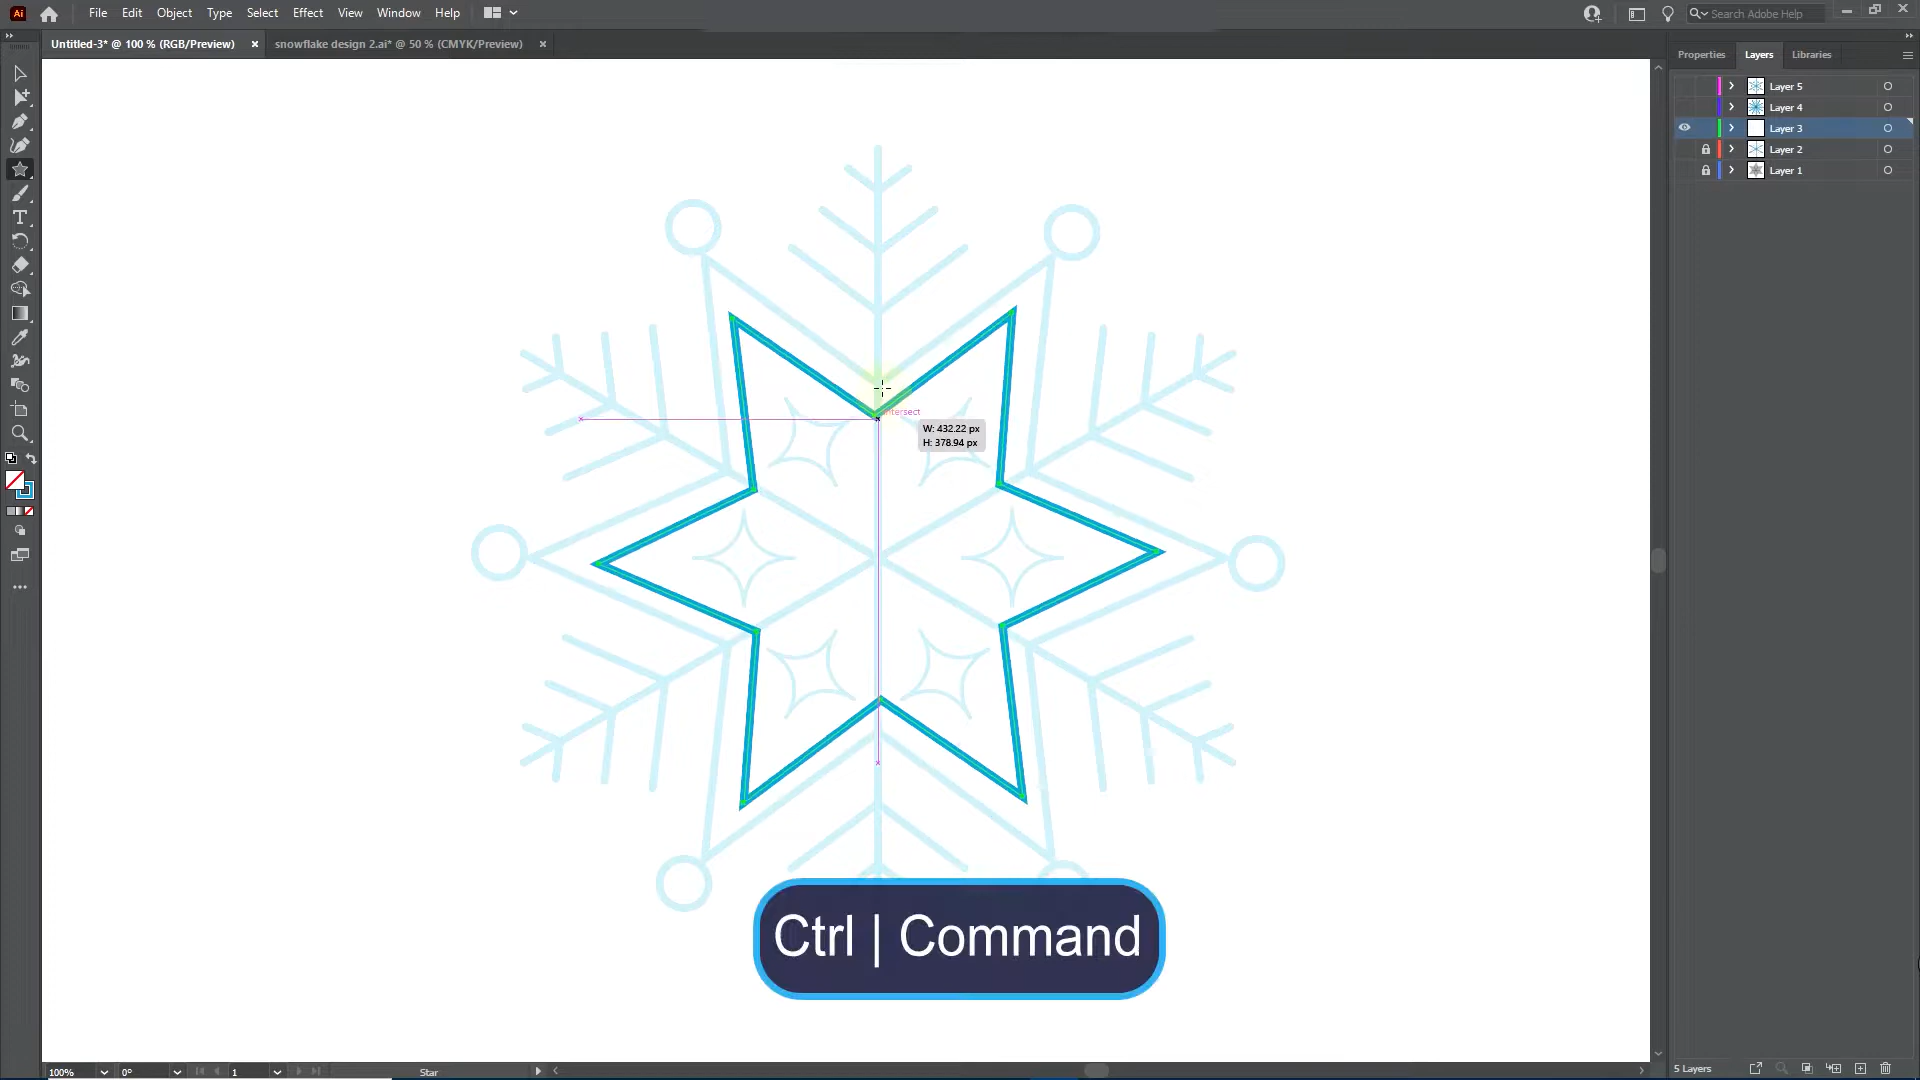 Ai File Edit Object Type Select Effect View Window Help Search Adobe Help
Untitled-3* @ 100 % (RGB/Preview) snowflake design 2.ai* @ 50 % (CMYK/Preview)
Properties Layers Libraries
Layer 5
Layer 4
Layer 3
Layer 2
Layer 1
intersect
W: 432.22 px
H: 378.94 px
Ctrl | Command
100% 0° 1 Star 5 Layers